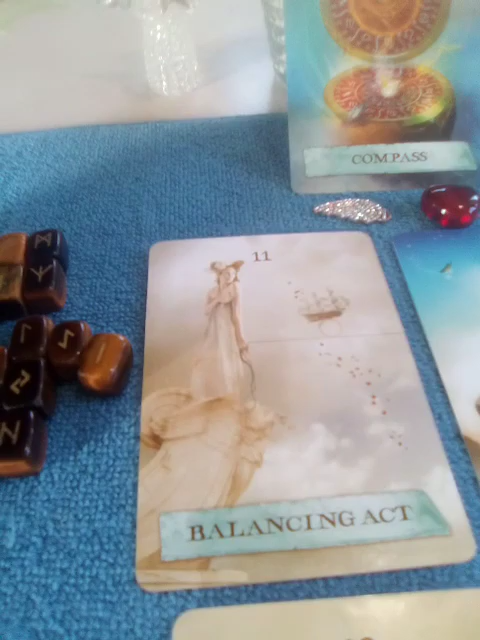 COMPASS
11
BALANCING ACT
ᛗ
ᛉ
ᛚ
ᛁ